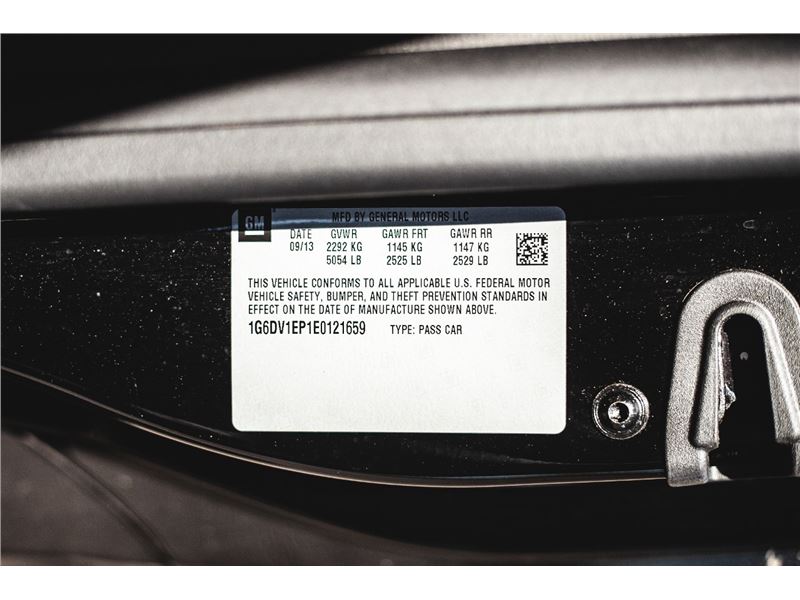 GM
MFD BY GENERAL MOTORS LLC
DATE GVWR GAWR FRT GAWR RR
09/13 2292 KG 1145 KG 1147 KG
5054 LB 2525 LB 2529 LB
THIS VEHICLE CONFORMS TO ALL APPLICABLE U.S. FEDERAL MOTOR
VEHICLE SAFETY, BUMPER, AND THEFT PREVENTION STANDARDS IN
EFFECT ON THE DATE OF MANUFACTURE SHOWN ABOVE.
1G6DV1EP1E0121659 TYPE: PASS CAR